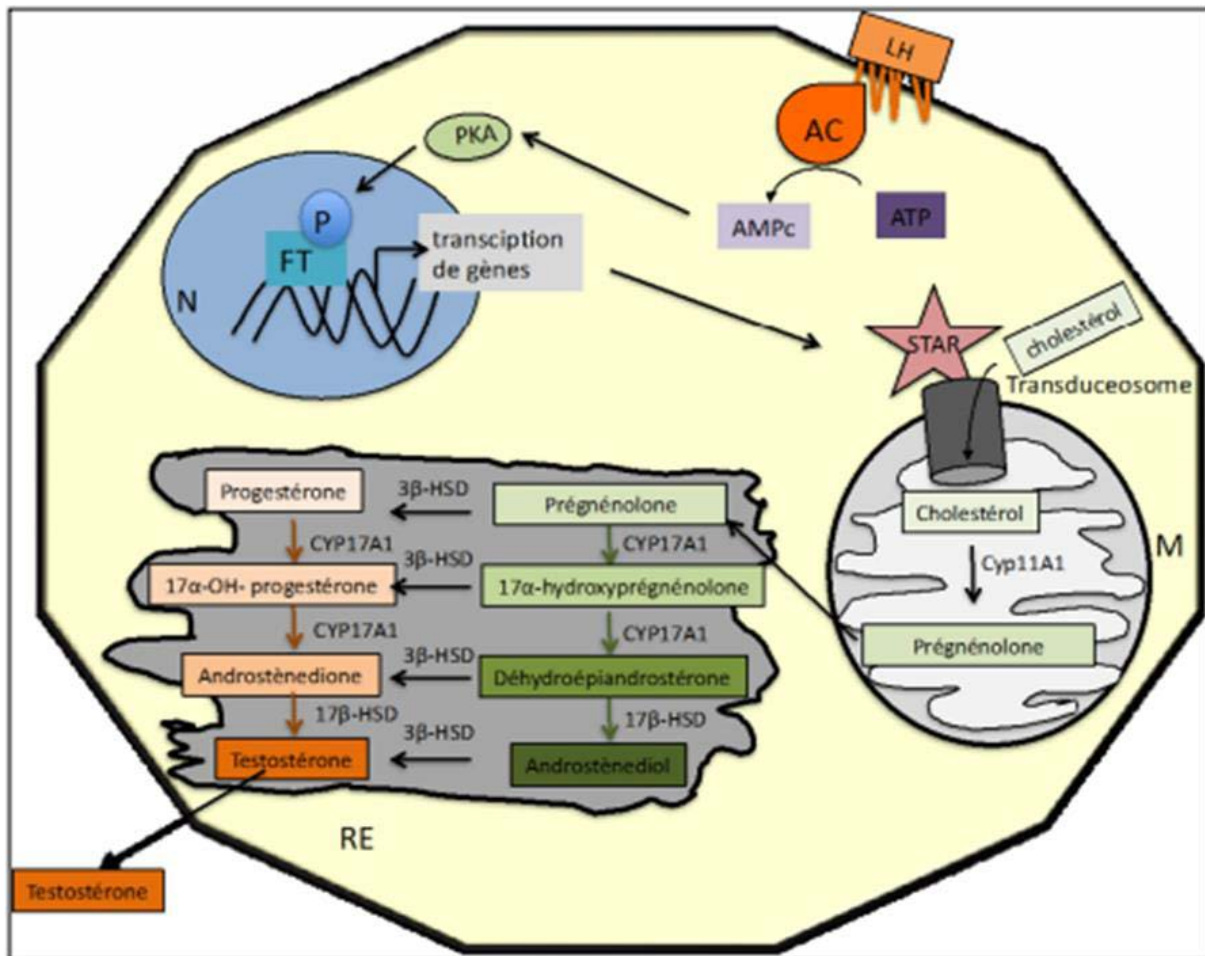 LH
AC
PKA
AMPc
ATP
P
FT
transciption
de gènes
N
STAR
cholestérol
Transduceosome
Progestérone
3β-HSD
Prégnénolone
CYP17A1
CYP17A1
17α-OH- progestérone
3β-HSD
17α-hydroxyprégnénolone
CYP17A1
CYP17A1
Androstènedione
3β-HSD
Déhydroépiandrostérone
17β-HSD
17β-HSD
Testostérone
3β-HSD
Androstènediol
Cholestérol
Cyp11A1
M
Prégnénolone
RE
Testostérone